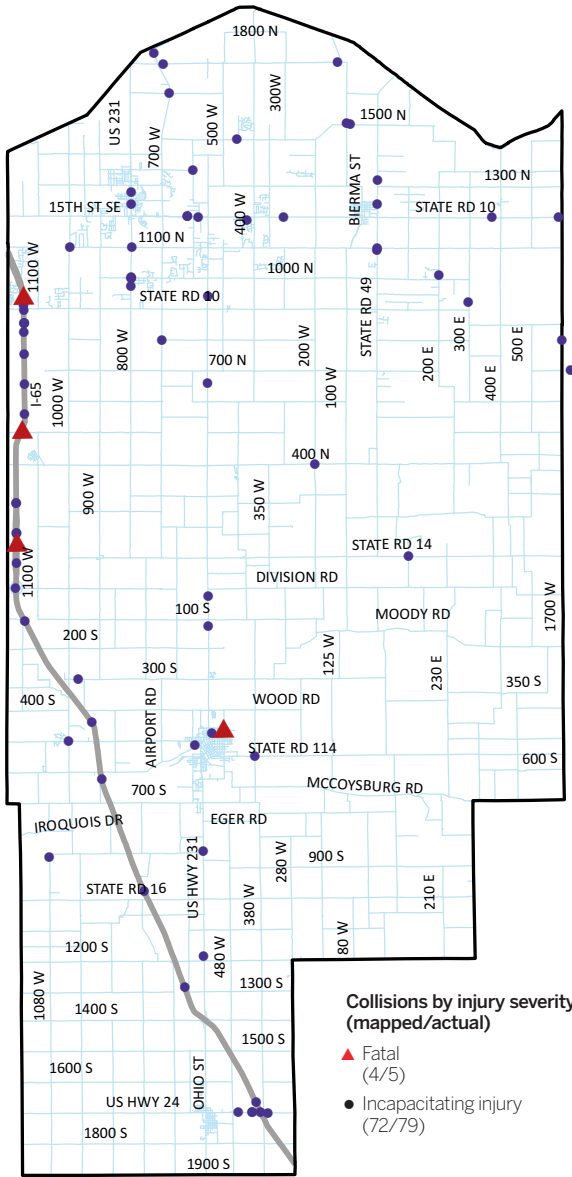 1800 N
300W
US 231
700 W
500 W
1500 N
BIERMA ST
1300 N
15TH ST SE
400 W
STATE RD 10
1100 N
1000 N
1100 W
STATE RD 10
STATE RD 49
800 W
200 W
300 E
500 E
700 N
200 E
400 E
100 W
I-65
1000 W
400 N
900 W
350 W
STATE RD 14
1100 W
DIVISION RD
100 S
MOODY RD
1700 W
200 S
125 W
300 S
230 E
350 S
400 S
WOOD RD
AIRPORT RD
STATE RD 114
600 S
700 S
MCCOYSBURG RD
IROQUOIS DR
EGER RD
US HWY 231
280 W
900 S
STATE RD 16
380 W
210 E
1200 S
480 W
80 W
1080 W
1300 S
1400 S
Collisions by injury severity
(mapped/actual)
1500 S
Fatal
(4/5)
1600 S
OHIO ST
US HWY 24
Incapacitating injury
(72/79)
1800 S
1900 S